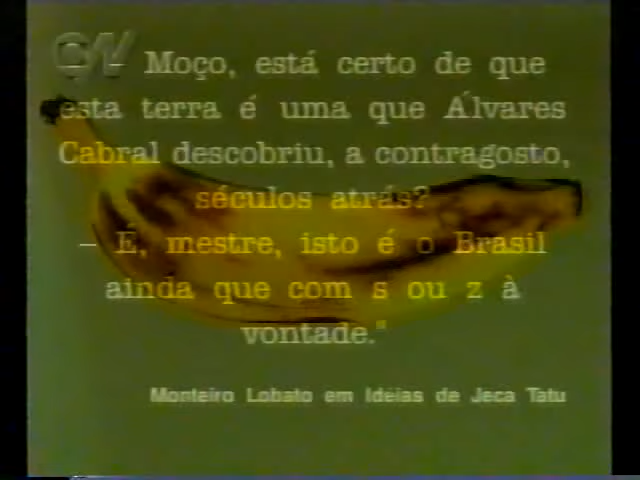 – Moço, está certo de que
esta terra é uma que Álvares
Cabral descobriu, a contragosto,
séculos atrás?
– É, mestre, isto é o Brasil
ainda que com s ou z à
vontade."
Monteiro Lobato em Idéias de Jeca Tatu